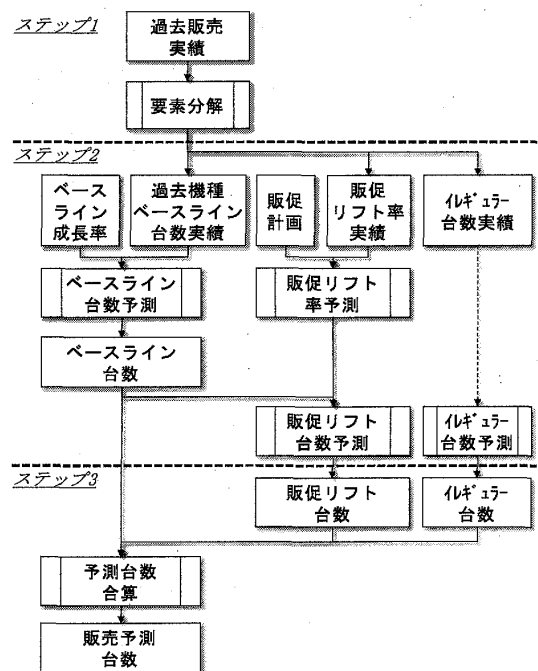 ステップ1
過去販売
実績
要素分解
ステップ2
ベース
ライン
成長率
過去機種
ベースライン
台数実績
販促
計画
販促
リフト率
実績
ｲﾚｷﾞｭﾗｰ
台数実績
ベースライン
台数予測
販促リフト
率予測
ベースライン
台数
販促リフト
台数予測
ｲﾚｷﾞｭﾗｰ
台数予測
ステップ3
販促リフト
台数
ｲﾚｷﾞｭﾗｰ
台数
予測台数
合算
販売予測
台数